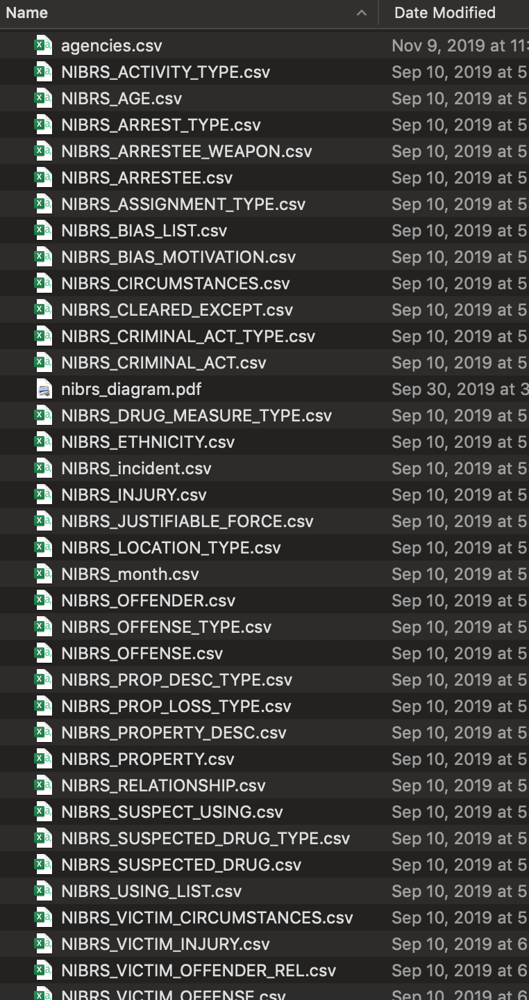 Name Date Modified
agencies.csv Nov 9, 2019 at 11:
NIBRS_ACTIVITY_TYPE.csv Sep 10, 2019 at 5
NIBRS_AGE.csv Sep 10, 2019 at 5
NIBRS_ARREST_TYPE.csv Sep 10, 2019 at 5
NIBRS_ARRESTEE_WEAPON.csv Sep 10, 2019 at 5
NIBRS_ARRESTEE.csv Sep 10, 2019 at 5
NIBRS_ASSIGNMENT_TYPE.csv Sep 10, 2019 at 5
NIBRS_BIAS_LIST.csv Sep 10, 2019 at 5
NIBRS_BIAS_MOTIVATION.csv Sep 10, 2019 at 5
NIBRS_CIRCUMSTANCES.csv Sep 10, 2019 at 5
NIBRS_CLEARED_EXCEPT.csv Sep 10, 2019 at 5
NIBRS_CRIMINAL_ACT_TYPE.csv Sep 10, 2019 at 5
NIBRS_CRIMINAL_ACT.csv Sep 10, 2019 at 5
nibrs_diagram.pdf Sep 30, 2019 at 3
NIBRS_DRUG_MEASURE_TYPE.csv Sep 10, 2019 at 5
NIBRS_ETHNICITY.csv Sep 10, 2019 at 5
NIBRS_incident.csv Sep 10, 2019 at 5
NIBRS_INJURY.csv Sep 10, 2019 at 5
NIBRS_JUSTIFIABLE_FORCE.csv Sep 10, 2019 at 5
NIBRS_LOCATION_TYPE.csv Sep 10, 2019 at 5
NIBRS_month.csv Sep 10, 2019 at 5
NIBRS_OFFENDER.csv Sep 10, 2019 at 5
NIBRS_OFFENSE_TYPE.csv Sep 10, 2019 at 5
NIBRS_OFFENSE.csv Sep 10, 2019 at 5
NIBRS_PROP_DESC_TYPE.csv Sep 10, 2019 at 5
NIBRS_PROP_LOSS_TYPE.csv Sep 10, 2019 at 5
NIBRS_PROPERTY_DESC.csv Sep 10, 2019 at 5
NIBRS_PROPERTY.csv Sep 10, 2019 at 5
NIBRS_RELATIONSHIP.csv Sep 10, 2019 at 5
NIBRS_SUSPECT_USING.csv Sep 10, 2019 at 5
NIBRS_SUSPECTED_DRUG_TYPE.csv Sep 10, 2019 at 5
NIBRS_SUSPECTED_DRUG.csv Sep 10, 2019 at 5
NIBRS_USING_LIST.csv Sep 10, 2019 at 5
NIBRS_VICTIM_CIRCUMSTANCES.csv Sep 10, 2019 at 5
NIBRS_VICTIM_INJURY.csv Sep 10, 2019 at 6
NIBRS_VICTIM_OFFENDER_REL.csv Sep 10, 2019 at 6
NIBRS_VICTIM_OFFENSE.csv Sep 10, 2019 at 6